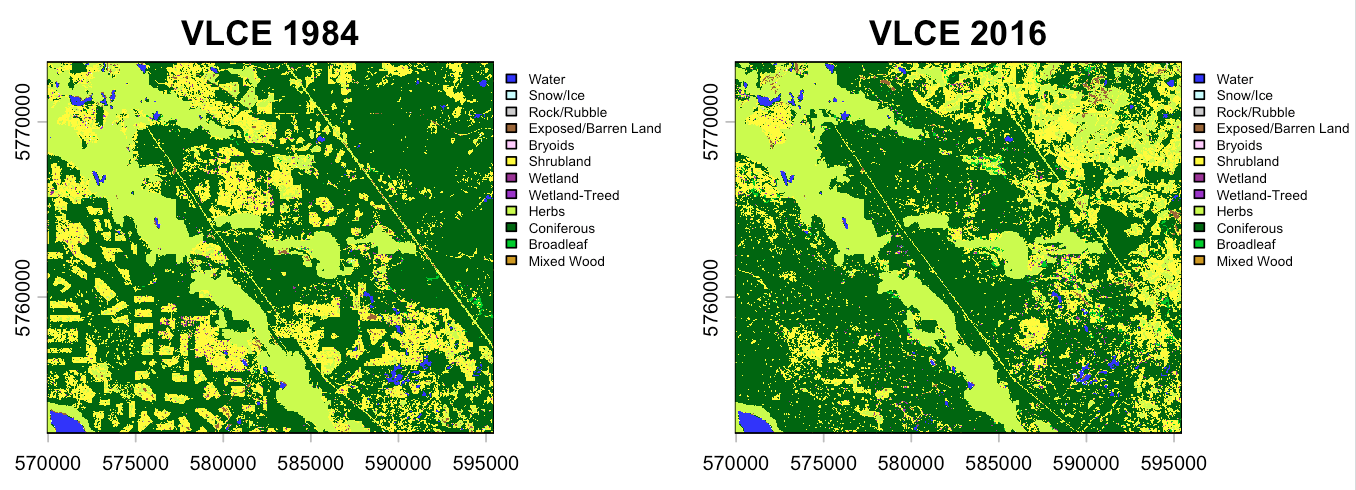 VLCE 1984
5770000
5760000
570000 575000 580000 585000 590000 595000
Water
Snow/Ice
Rock/Rubble
Exposed/Barren Land
Bryoids
Shrubland
Wetland
Wetland-Treed
Herbs
Coniferous
Broadleaf
Mixed Wood
VLCE 2016
5770000
5760000
570000 575000 580000 585000 590000 595000
Water
Snow/Ice
Rock/Rubble
Exposed/Barren Land
Bryoids
Shrubland
Wetland
Wetland-Treed
Herbs
Coniferous
Broadleaf
Mixed Wood